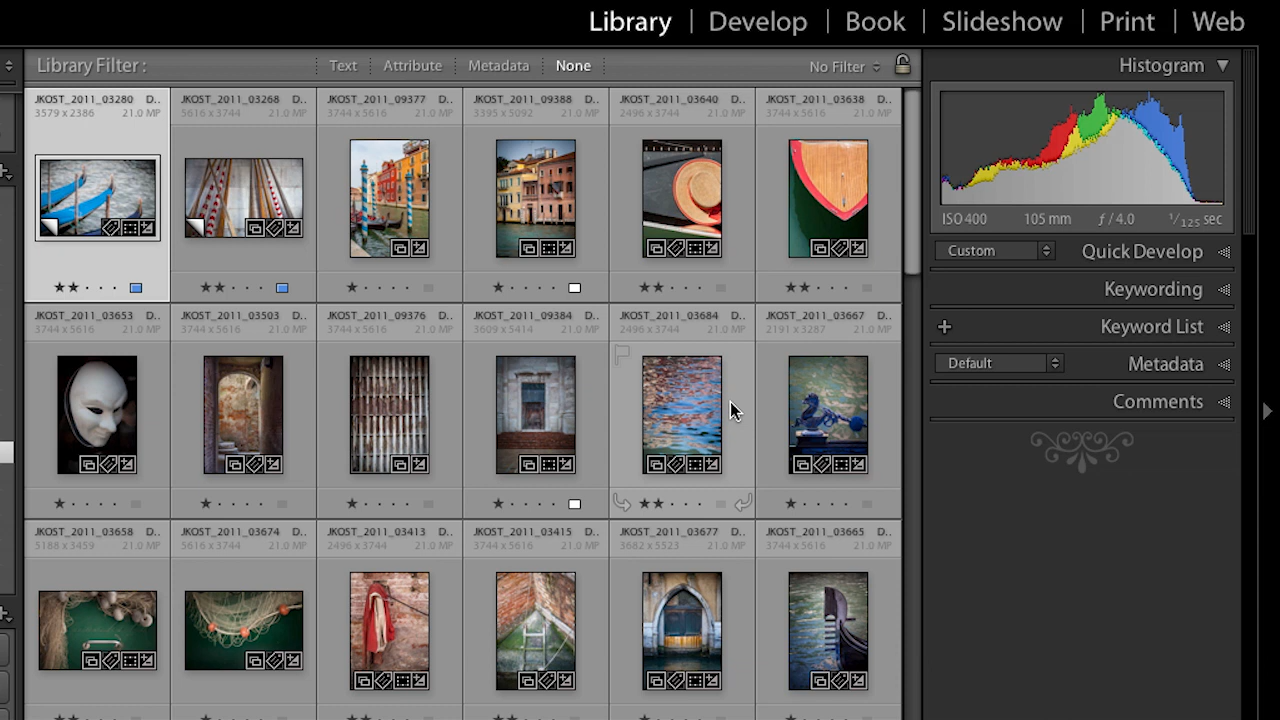 Library | Develop | Book | Slideshow | Print | Web
Library Filter : Text Attribute Metadata None No Filter
Histogram
JKOST_2011_03280 D.. JKOST_2011_03268 D.. JKOST_2011_09377 D.. JKOST_2011_09388 D.. JKOST_2011_03640 D.. JKOST_2011_03638 D..
3579 x 2386 21.0 MP 5616 x 3744 21.0 MP 3744 x 5616 21.0 MP 3395 x 5092 21.0 MP 2496 x 3744 21.0 MP 3744 x 5616 21.0 MP
ISO 400 105 mm ƒ / 4.0 1/125 sec
Custom Quick Develop
Keywording
JKOST_2011_03653 D.. JKOST_2011_03503 D.. JKOST_2011_09376 D.. JKOST_2011_09384 D.. JKOST_2011_03684 D.. JKOST_2011_03667 D..
3744 x 5616 21.0 MP 3744 x 5616 21.0 MP 3744 x 5616 21.0 MP 3609 x 5414 21.0 MP 2496 x 3744 21.0 MP 2191 x 3287 21.0 MP
Keyword List
Default Metadata
Comments
JKOST_2011_03658 D.. JKOST_2011_03674 D.. JKOST_2011_03413 D.. JKOST_2011_03415 D.. JKOST_2011_03677 D.. JKOST_2011_03665 D..
5188 x 3459 21.0 MP 5616 x 3744 21.0 MP 2496 x 3744 21.0 MP 3744 x 5616 21.0 MP 3682 x 5523 21.0 MP 3744 x 5616 21.0 MP